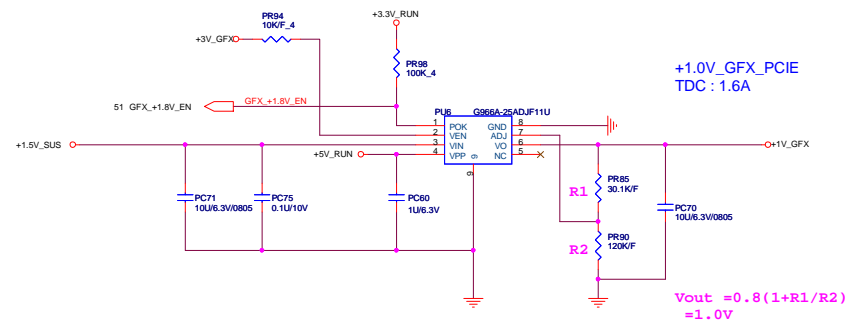 PR94
10K/F_4
+3V_GFX
+3.3V_RUN
PR98
100K_4
+1.0V_GFX_PCIE
TDC : 1.6A
51 GFX_+1.8V_EN
GFX_+1.8V_EN
PU6
G966A-25ADJF11U
1
POK
GND
8
2
VEN
ADJ
7
3
VIN
VO
6
4
VPP
9
NC
5
9
+1.5V_SUS
+5V_RUN
+1V_GFX
PC71
10U/6.3V/0805
PC75
0.1U/10V
PC60
1U/6.3V
R1
PR85
30.1K/F
PC70
10U/6.3V/0805
R2
PR90
120K/F
Vout =0.8(1+R1/R2)
=1.0V